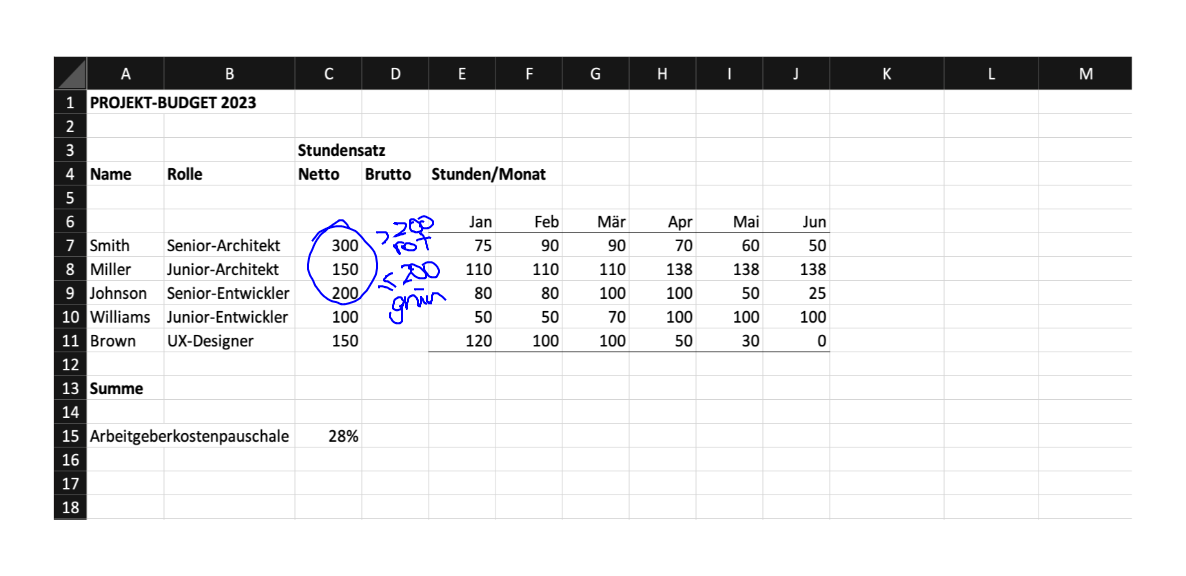 A B C D E F G H I J K L M
1 PROJEKT-BUDGET 2023
2
3 Stundensatz
4 Name Rolle Netto Brutto Stunden/Monat
5
6 >200 Jan Feb Mär Apr Mai Jun
7 Smith Senior-Architekt 300 rot 75 90 90 70 60 50
8 Miller Junior-Architekt 150 ≤ 200 110 110 110 138 138 138
9 Johnson Senior-Entwickler 200 grün 80 80 100 100 50 25
10 Williams Junior-Entwickler 100 50 50 70 100 100 100
11 Brown UX-Designer 150 120 100 100 50 30 0
12
13 Summe
14
15 Arbeitgeberkostenpauschale 28%
16
17
18